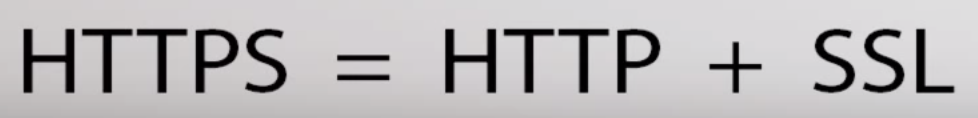 HTTPS = HTTP + SSL